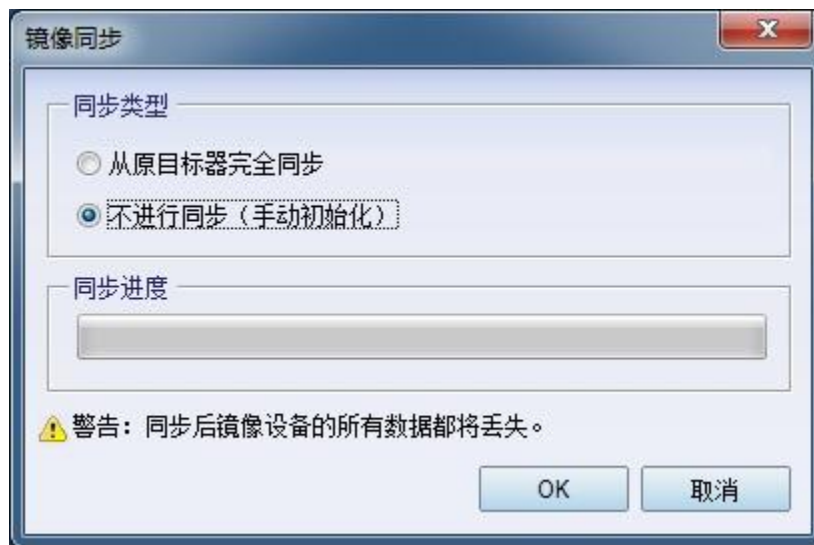 镜像同步
同步类型
从原目标器完全同步
不进行同步（手动初始化）
同步进度
警告：同步后镜像设备的所有数据都将丢失。
OK
取消